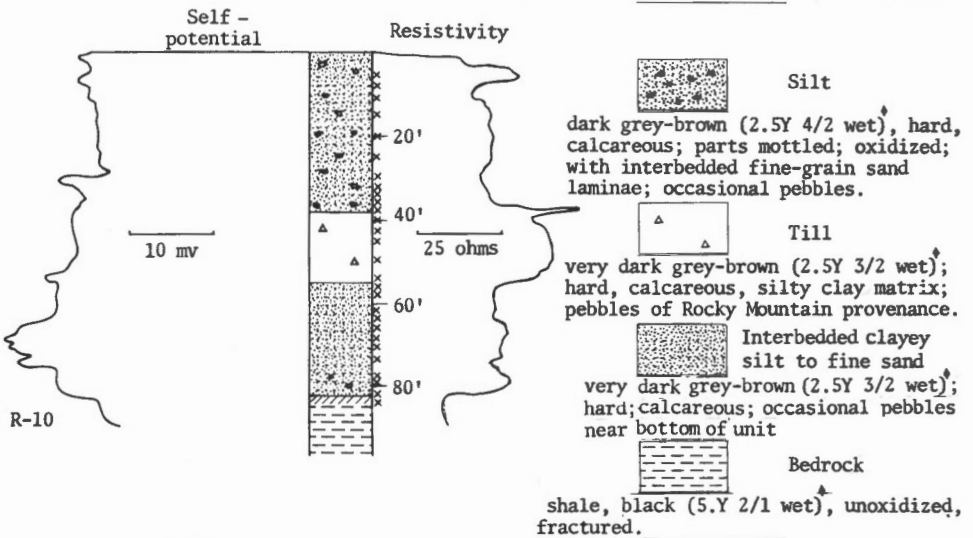 Self -
potential
Resistivity
20'
40'
60'
80'
10 mv
25 ohms
R-10
Silt
dark grey-brown (2.5Y 4/2 wet)♦, hard,
calcareous; parts mottled; oxidized;
with interbedded fine-grain sand
laminae; occasional pebbles.
Till
very dark grey-brown (2.5Y 3/2 wet)♦;
hard, calcareous, silty clay matrix;
pebbles of Rocky Mountain provenance.
Interbedded clayey
silt to fine sand
very dark grey-brown (2.5Y 3/2 wet)♦;
hard; calcareous; occasional pebbles
near bottom of unit
Bedrock
shale, black (5.Y 2/1 wet)♦, unoxidized,
fractured.